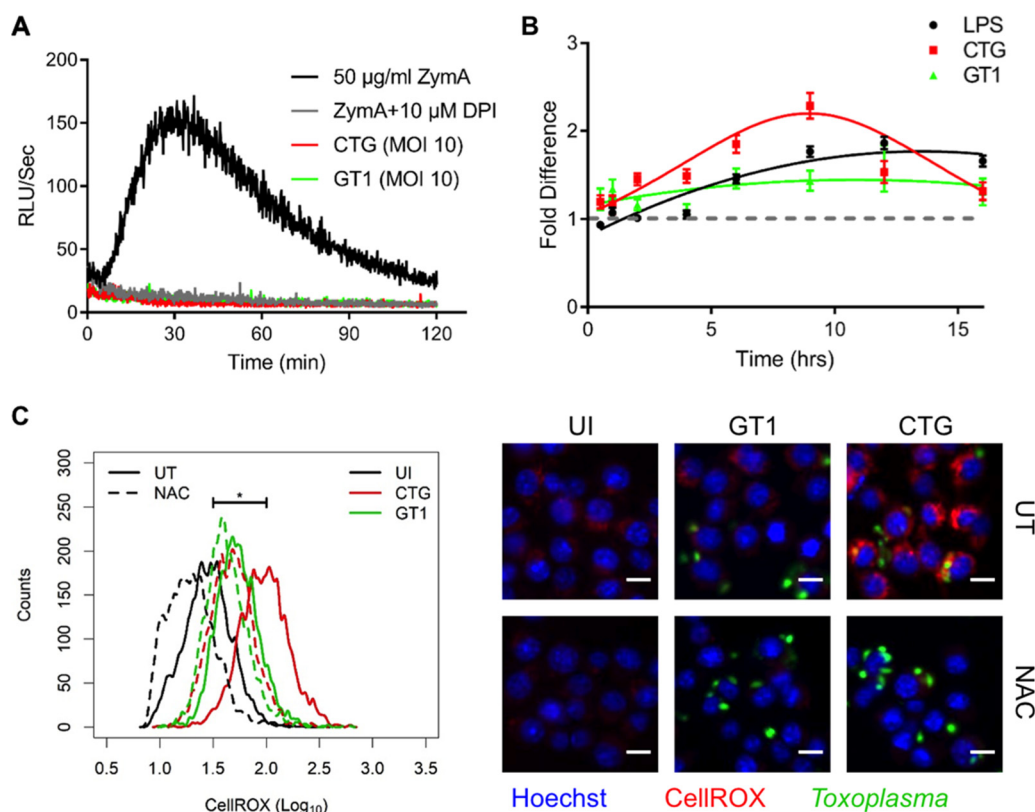 A
200
150
100
50
0
RLU/Sec
0 30 60 90 120
Time (min)
50 µg/ml ZymA
ZymA+10 µM DPI
CTG (MOI 10)
GT1 (MOI 10)
B
3
2
1
0
Fold Difference
0 5 10 15
Time (hrs)
LPS
CTG
GT1
C
300
250
200
150
100
50
0
Counts
UT
NAC
*
UI
CTG
GT1
0.5 1.0 1.5 2.0 2.5 3.0 3.5
CellROX (Log10)
UI GT1 CTG
UT
NAC
Hoechst CellROX Toxoplasma